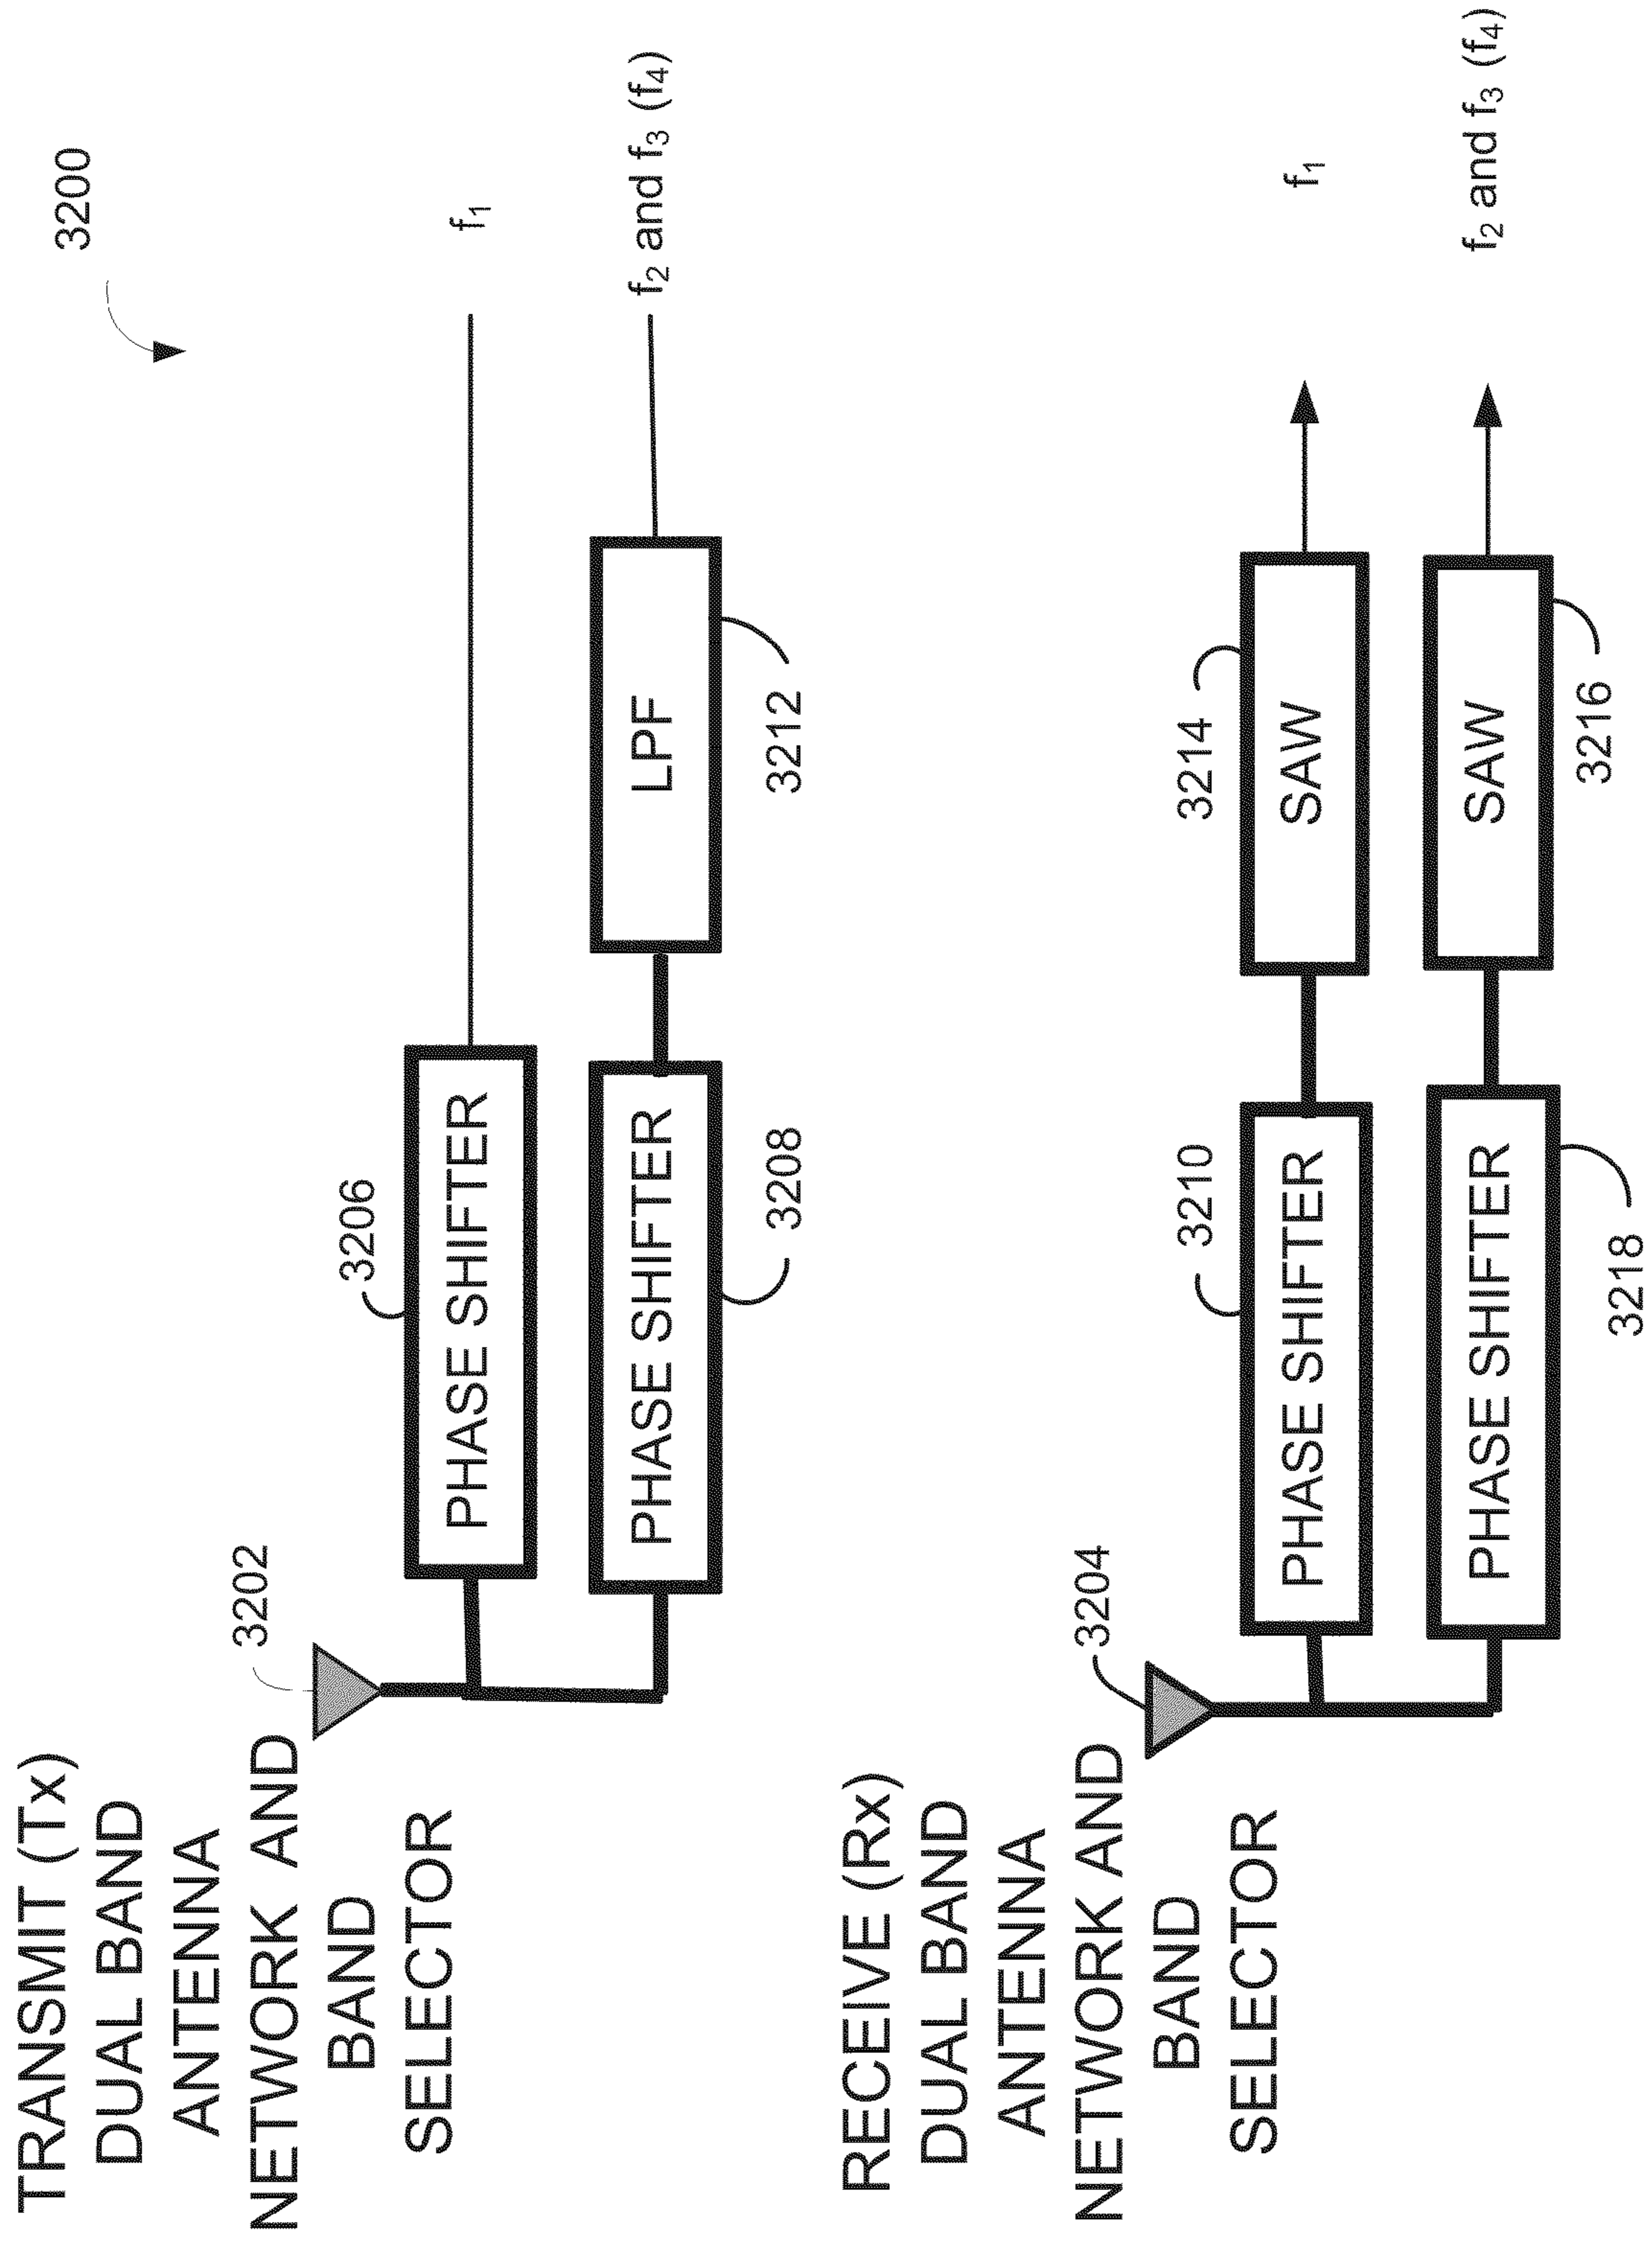 3200
TRANSMIT (Tx)
DUAL BAND
ANTENNA
NETWORK AND
BAND
SELECTOR
3202
3206
PHASE SHIFTER
f1
PHASE SHIFTER
LPF
f2 and f3 (f4)
3208
3212
RECEIVE (Rx)
DUAL BAND
ANTENNA
NETWORK AND
BAND
SELECTOR
3204
3210
3214
PHASE SHIFTER
SAW
f1
PHASE SHIFTER
SAW
f2 and f3 (f4)
3218
3216